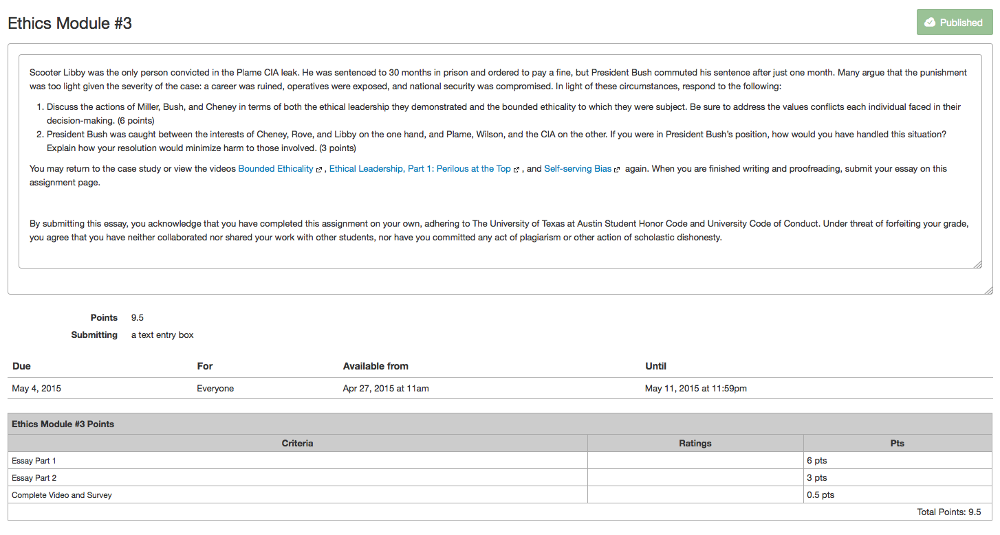 Ethics Module #3
Published
Scooter Libby was the only person convicted in the Plame CIA leak. He was sentenced to 30 months in prison and ordered to pay a fine, but President Bush commuted his sentence after just one month. Many argue that the punishment
was too light given the severity of the case: a career was ruined, operatives were exposed, and national security was compromised. In light of these circumstances, respond to the following:
1. Discuss the actions of Miller, Bush, and Cheney in terms of both the ethical leadership they demonstrated and the bounded ethicality to which they were subject. Be sure to address the values conflicts each individual faced in their
decision-making. (6 points)
2. President Bush was caught between the interests of Cheney, Rove, and Libby on the one hand, and Plame, Wilson, and the CIA on the other. If you were in President Bush's position, how would you have handled this situation?
Explain how your resolution would minimize harm to those involved. (3 points)
You may return to the case study or view the videos Bounded Ethicality , Ethical Leadership, Part 1: Perilous at the Top , and Self-serving Bias again. When you are finished writing and proofreading, submit your essay on this
assignment page.
By submitting this essay, you acknowledge that you have completed this assignment on your own, adhering to The University of Texas at Austin Student Honor Code and University Code of Conduct. Under threat of forfeiting your grade,
you agree that you have neither collaborated nor shared your work with other students, nor have you committed any act of plagiarism or other action of scholastic dishonesty.
Points 9.5
Submitting a text entry box
Due For Available from Until
May 4, 2015 Everyone Apr 27, 2015 at 11am May 11, 2015 at 11:59pm
Ethics Module #3 Points
Criteria Ratings Pts
Essay Part 1 6 pts
Essay Part 2 3 pts
Complete Video and Survey 0.5 pts
Total Points: 9.5